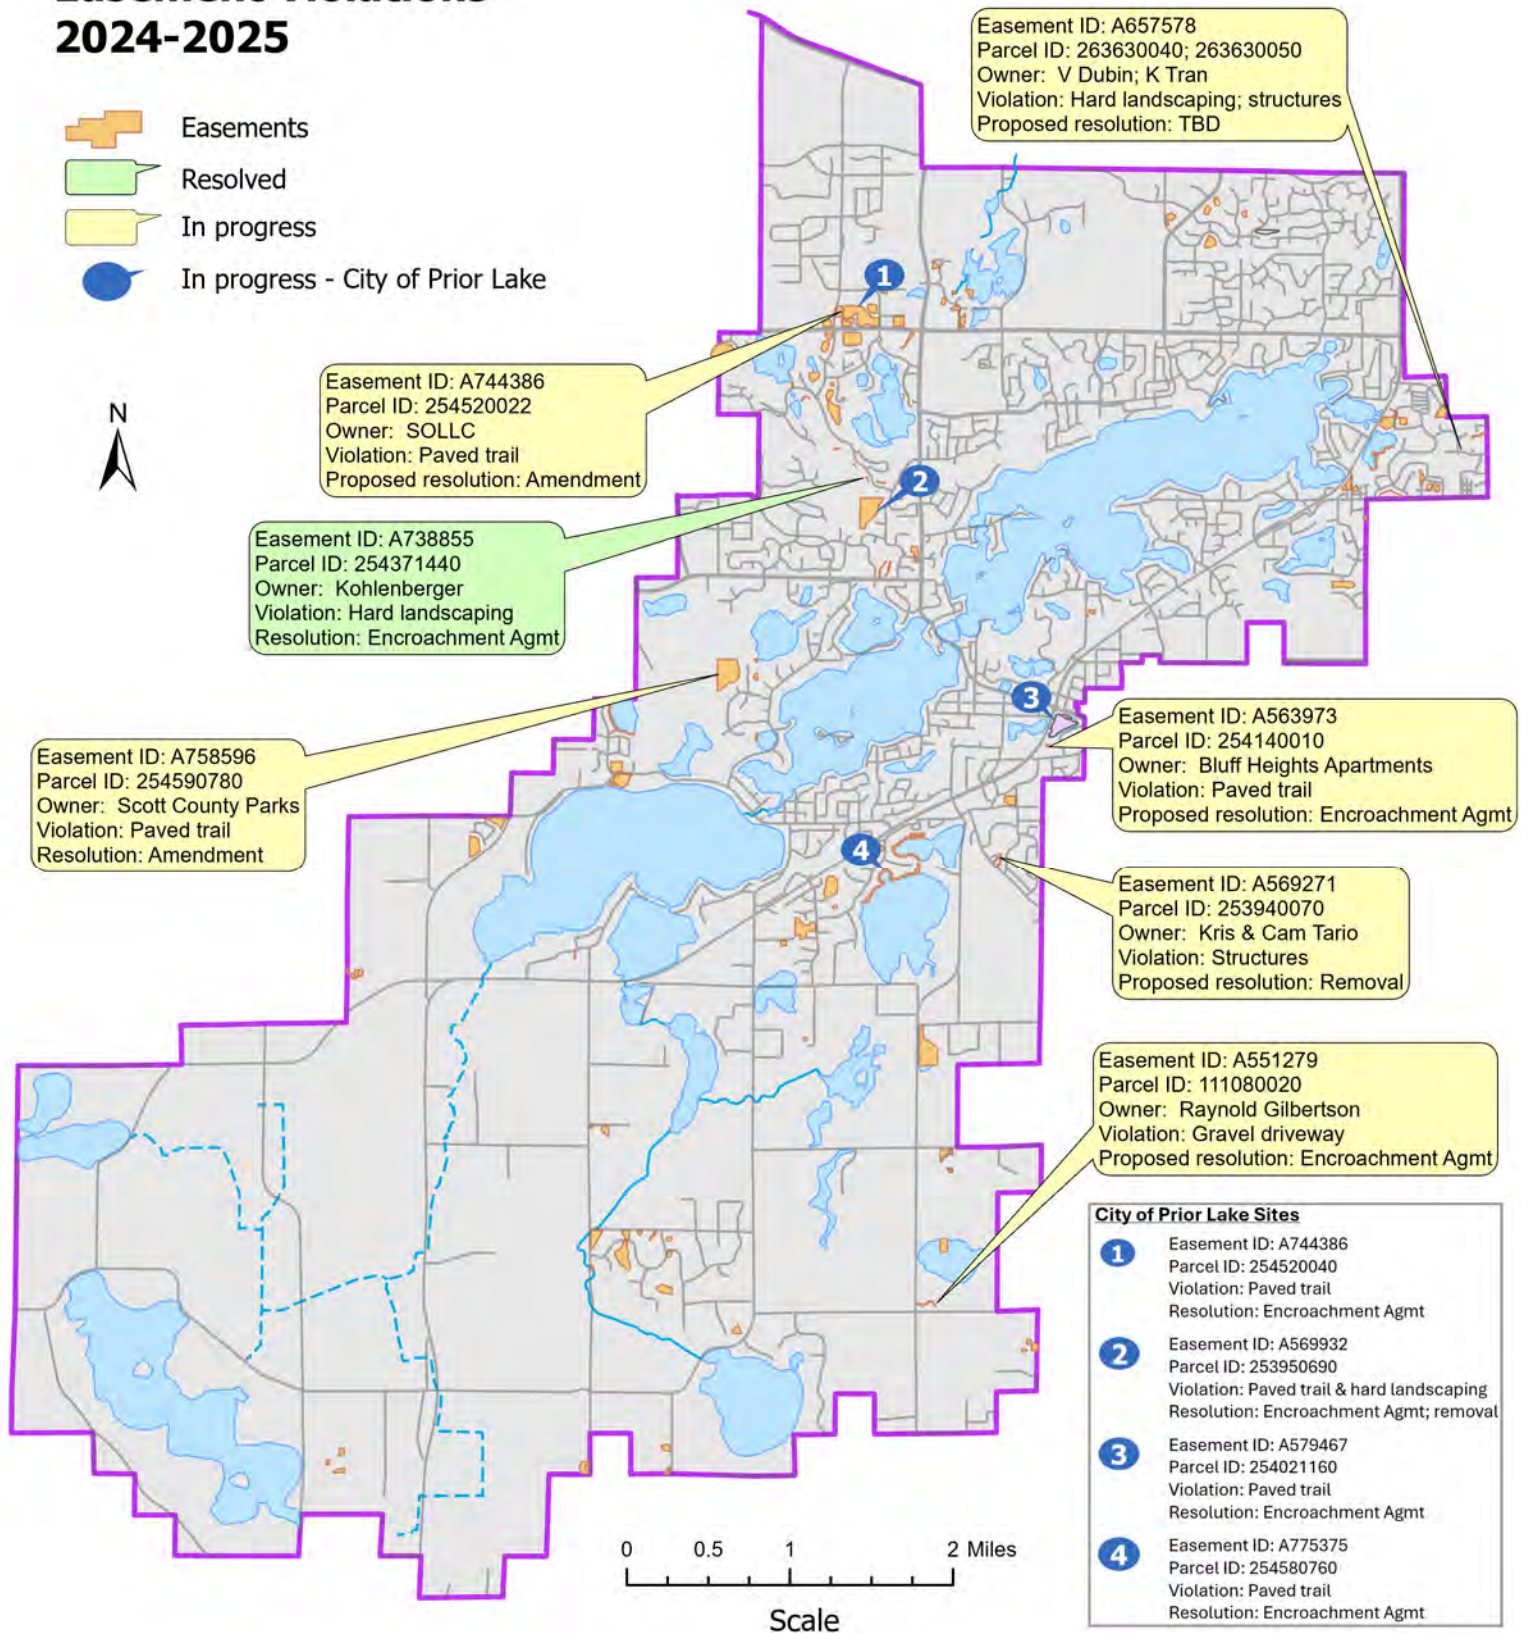 2024-2025
Easements
Resolved
In progress
In progress - City of Prior Lake
N
Easement ID: A657578
Parcel ID: 263630040; 263630050
Owner: V Dubin; K Tran
Violation: Hard landscaping; structures
Proposed resolution: TBD
1
Easement ID: A744386
Parcel ID: 254520022
Owner: SOLLC
Violation: Paved trail
Proposed resolution: Amendment
2
Easement ID: A738855
Parcel ID: 254371440
Owner: Kohlenberger
Violation: Hard landscaping
Resolution: Encroachment Agmt
3
Easement ID: A563973
Parcel ID: 254140010
Owner: Bluff Heights Apartments
Violation: Paved trail
Proposed resolution: Encroachment Agmt
Easement ID: A758596
Parcel ID: 254590780
Owner: Scott County Parks
Violation: Paved trail
Resolution: Amendment
4
Easement ID: A569271
Parcel ID: 253940070
Owner: Kris & Cam Tario
Violation: Structures
Proposed resolution: Removal
Easement ID: A551279
Parcel ID: 111080020
Owner: Raynold Gilbertson
Violation: Gravel driveway
Proposed resolution: Encroachment Agmt
City of Prior Lake Sites
1
Easement ID: A744386
Parcel ID: 254520040
Violation: Paved trail
Resolution: Encroachment Agmt
2
Easement ID: A569932
Parcel ID: 253950690
Violation: Paved trail & hard landscaping
Resolution: Encroachment Agmt; removal
3
Easement ID: A579467
Parcel ID: 254021160
Violation: Paved trail
Resolution: Encroachment Agmt
4
Easement ID: A775375
Parcel ID: 254580760
Violation: Paved trail
Resolution: Encroachment Agmt
0 0.5 1 2 Miles
Scale